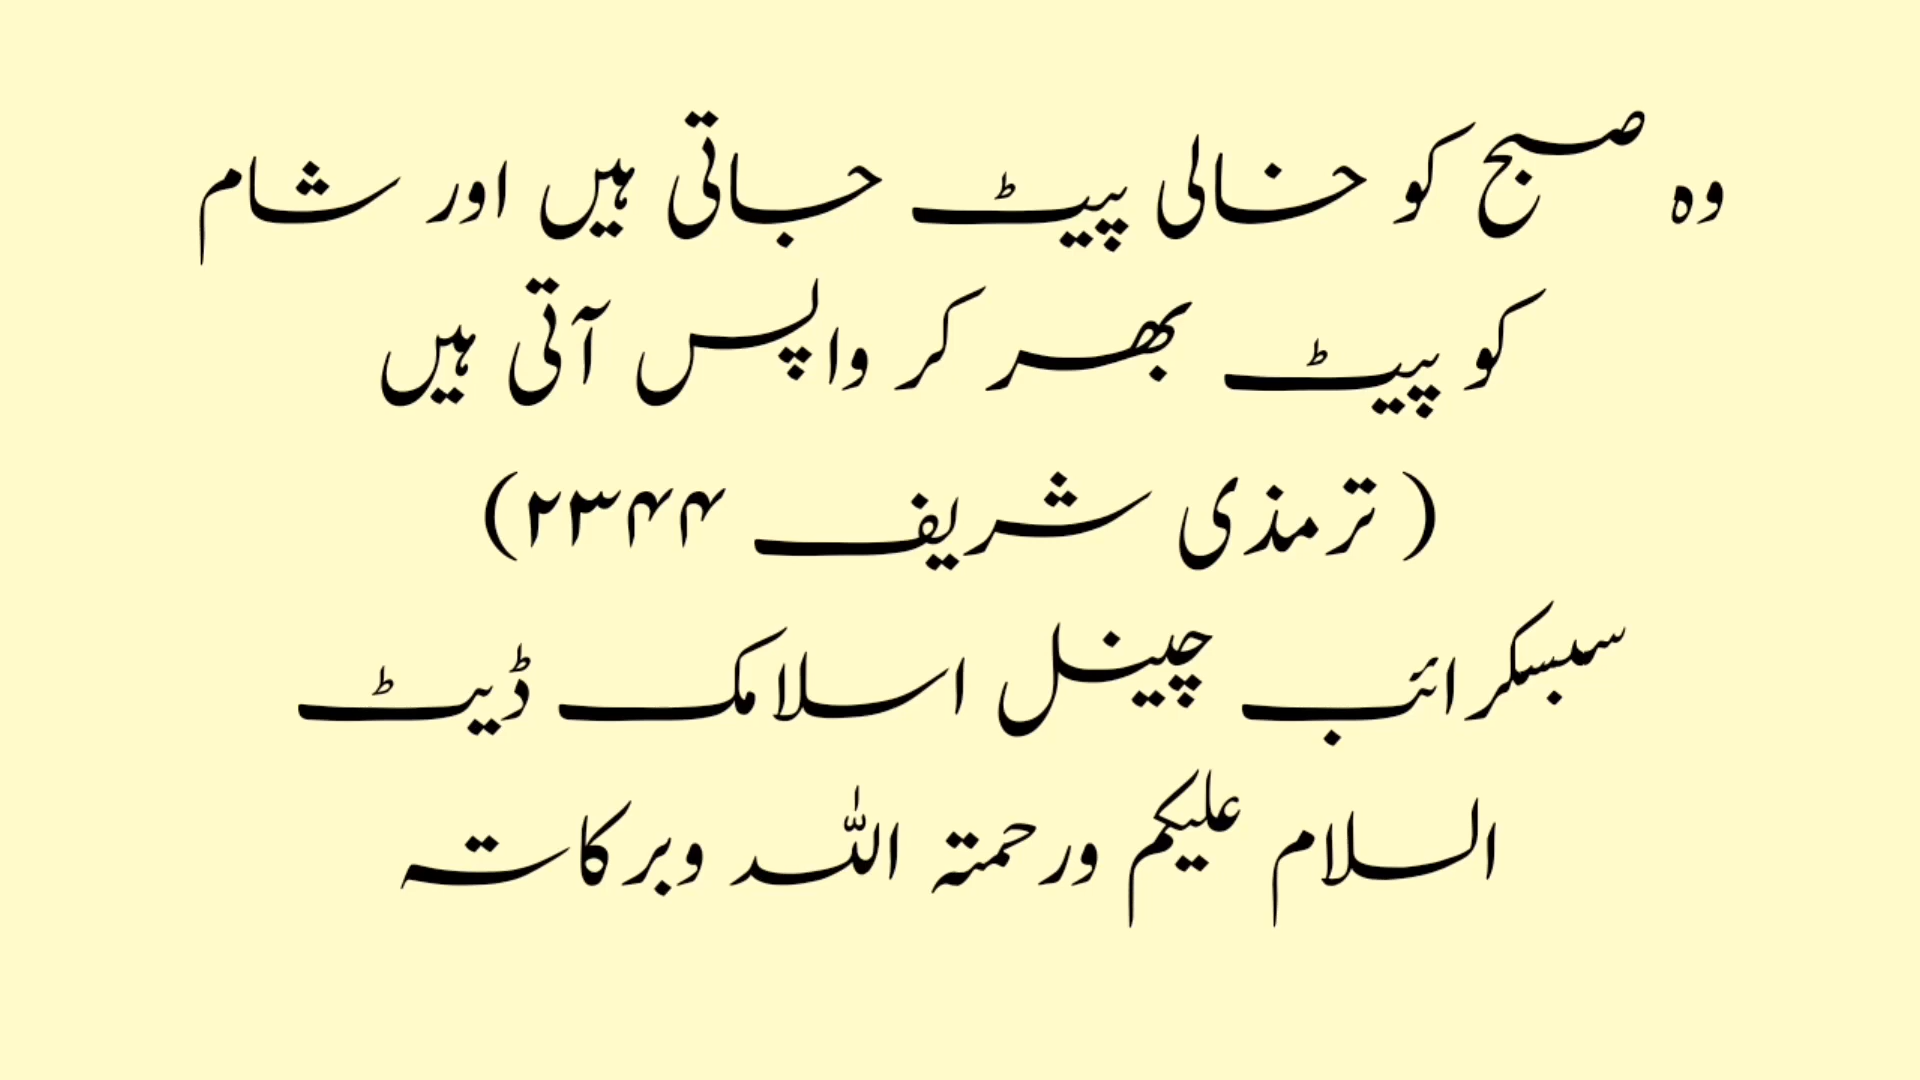 وہ صبح کو خالی پیٹ جاتی ہیں اور شام
کو پیٹ بھر کر واپس آتی ہیں
( ترمذی شریف ۲۳۴۴)
سبسکرائب چینل اسلامک ڈیٹ
السلام علیکم ورحمتہ اللہ وبرکاتہ